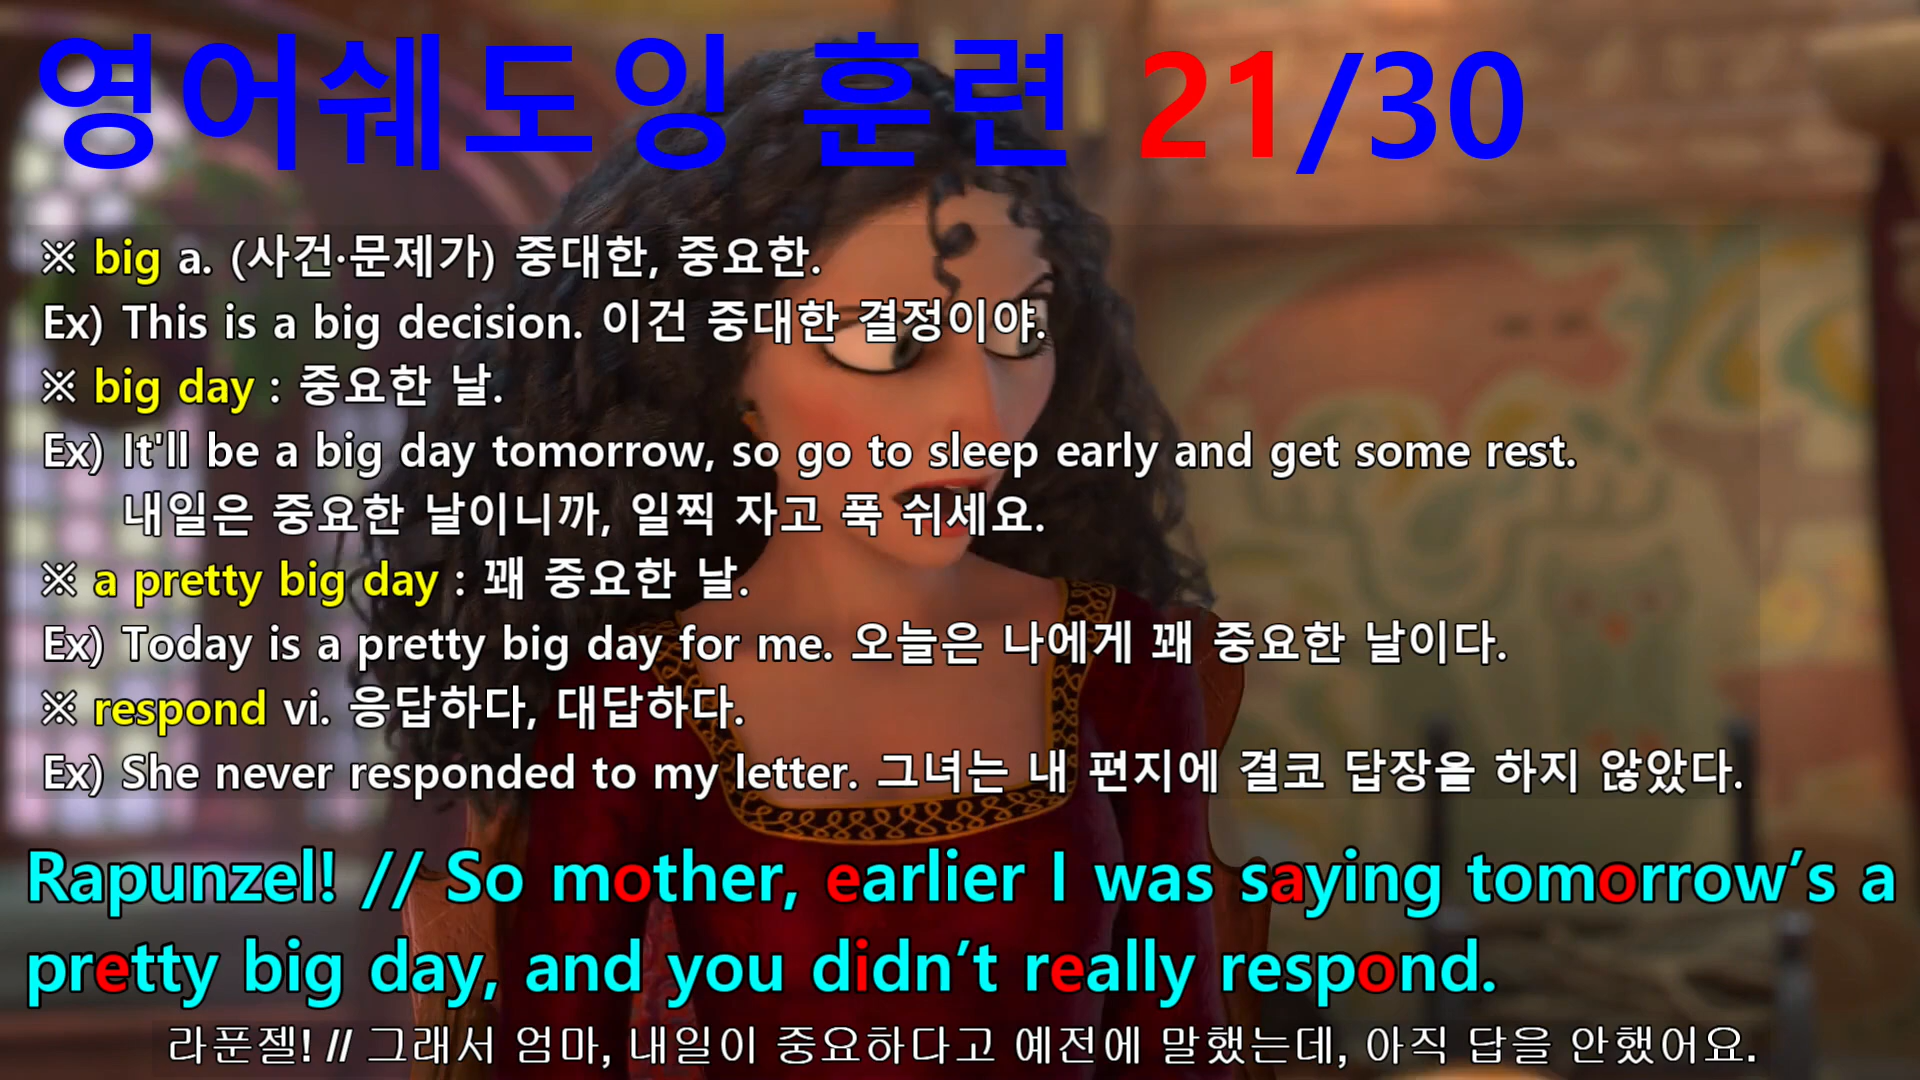 영어쉐도잉 훈련 21/30
※ big a. (사건·문제가) 중대한, 중요한.
Ex) This is a big decision. 이건 중대한 결정이야.
※ big day : 중요한 날.
Ex) It'll be a big day tomorrow, so go to sleep early and get some rest.
내일은 중요한 날이니까, 일찍 자고 푹 쉬세요.
※ a pretty big day : 꽤 중요한 날.
Ex) Today is a pretty big day for me. 오늘은 나에게 꽤 중요한 날이다.
※ respond vi. 응답하다, 대답하다.
Ex) She never responded to my letter. 그녀는 내 편지에 결코 답장을 하지 않았다.
Rapunzel! // So mother, earlier I was saying tomorrow’s a
pretty big day, and you didn’t really respond.
라푼젤! // 그래서 엄마, 내일이 중요하다고 예전에 말했는데, 아직 답을 안했어요.